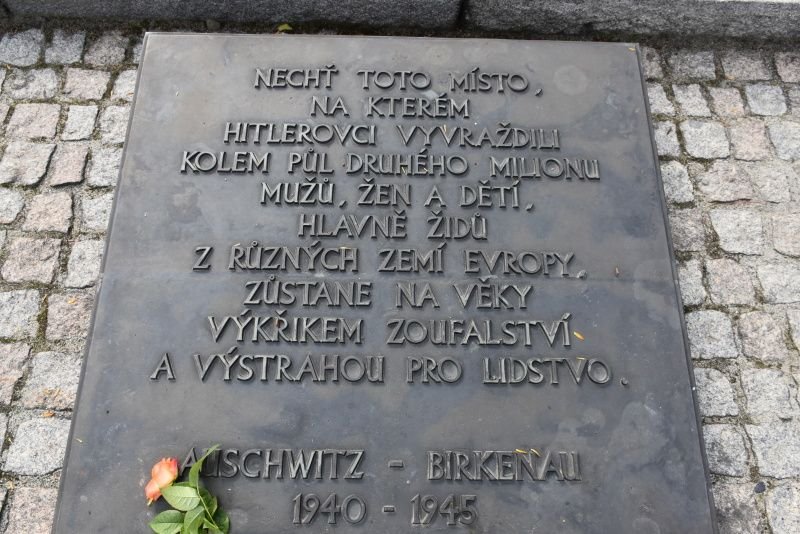 NECHŤ TOTO MÍSTO,
NA KTERÉM
HITLEROVCI VYVRAŽDILI
KOLEM PŮL DRUHÉHO MILIONU
MUŽŮ, ŽEN A DĚTÍ,
HLAVNĚ ŽIDŮ
Z RŮZNÝCH ZEMÍ EVROPY,
ZŮSTANE NA VĚKY
VÝKŘIKEM ZOUFALSTVÍ
A VÝSTRAHOU PRO LIDSTVO.
AUSCHWITZ - BIRKENAU
1940 - 1945